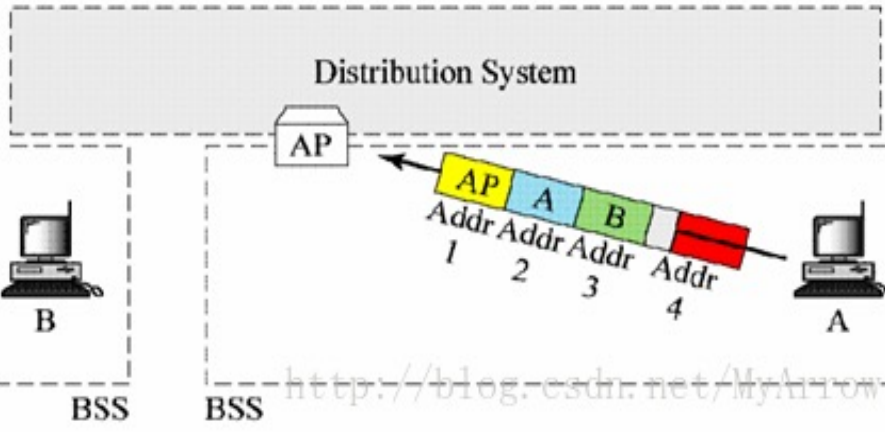 Distribution System
AP
AP A B
Addr Addr Addr Addr
1 2 3 4
B
A
BSS BSS
http://blog.csdn.net/MyArrow